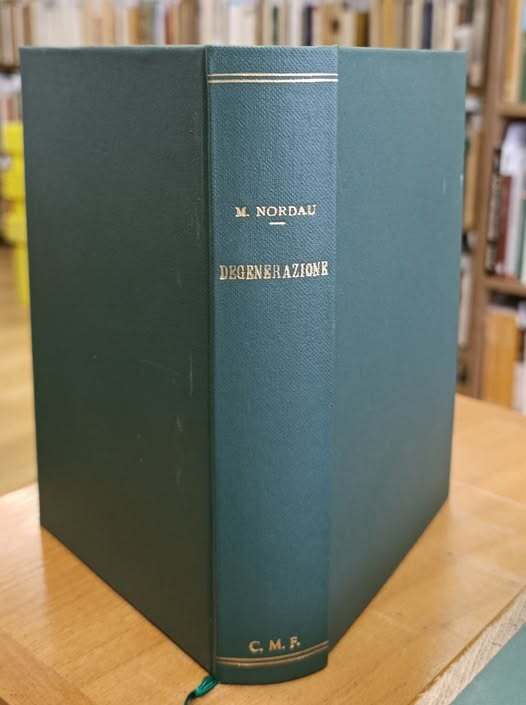 M. NORDAU
DEGENERAZIONE
C. M. F.